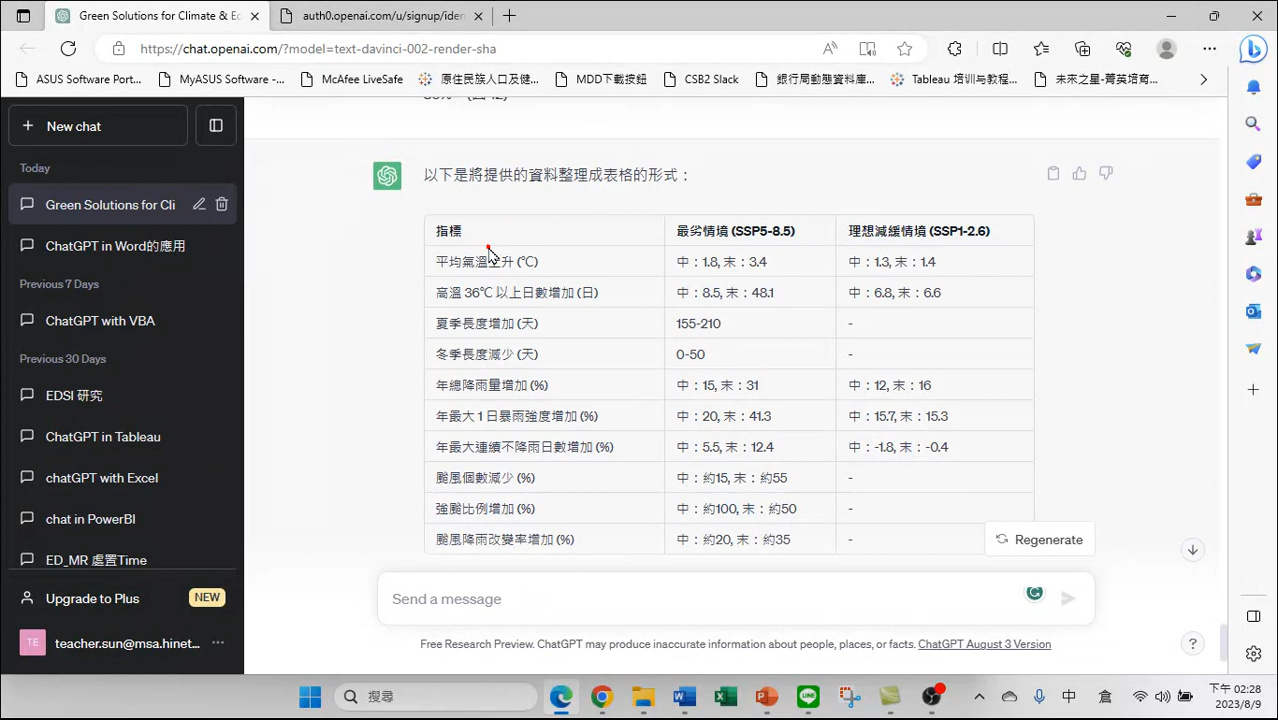 Green Solutions for Climate & Ec
auth0.openai.com/u/signup/iden
https://chat.openai.com/?model=text-davinci-002-render-sha
ASUS Software Port...
MyASUS Software -...
McAfee LiveSafe
原住民族人口及健...
MDD下載按鈕
CSB2 Slack
銀行局動態資料庫...
Tableau 培训与教程...
未來之星-菁英培育...
New chat
Today
Green Solutions for Cli
ChatGPT in Word的應用
Previous 7 Days
ChatGPT with VBA
Previous 30 Days
EDSI 研究
ChatGPT in Tableau
chatGPT with Excel
chat in PowerBI
ED_MR 處置Time
Upgrade to Plus NEW
TE teacher.sun@msa.hinet...
以下是將提供的資料整理成表格的形式：
指標 最劣情境 (SSP5-8.5) 理想減緩情境 (SSP1-2.6)
平均氣溫上升 (°C) 中：1.8, 末：3.4 中：1.3, 末：1.4
高溫 36°C 以上日數增加 (日) 中：8.5, 末：48.1 中：6.8, 末：6.6
夏季長度增加 (天) 155-210 -
冬季長度減少 (天) 0-50 -
年總降雨量增加 (%) 中：15, 末：31 中：12, 末：16
年最大 1 日暴雨強度增加 (%) 中：20, 末：41.3 中：15.7, 末：15.3
年最大連續不降雨日數增加 (%) 中：5.5, 末：12.4 中：-1.8, 末：-0.4
颱風個數減少 (%) 中：約15, 末：約55 -
強颱比例增加 (%) 中：約100, 末：約50 -
颱風降雨改變率增加 (%) 中：約20, 末：約35 -
Regenerate
Send a message
Free Research Preview. ChatGPT may produce inaccurate information about people, places, or facts. ChatGPT August 3 Version
?
搜尋
中
下午 02:28
2023/8/9